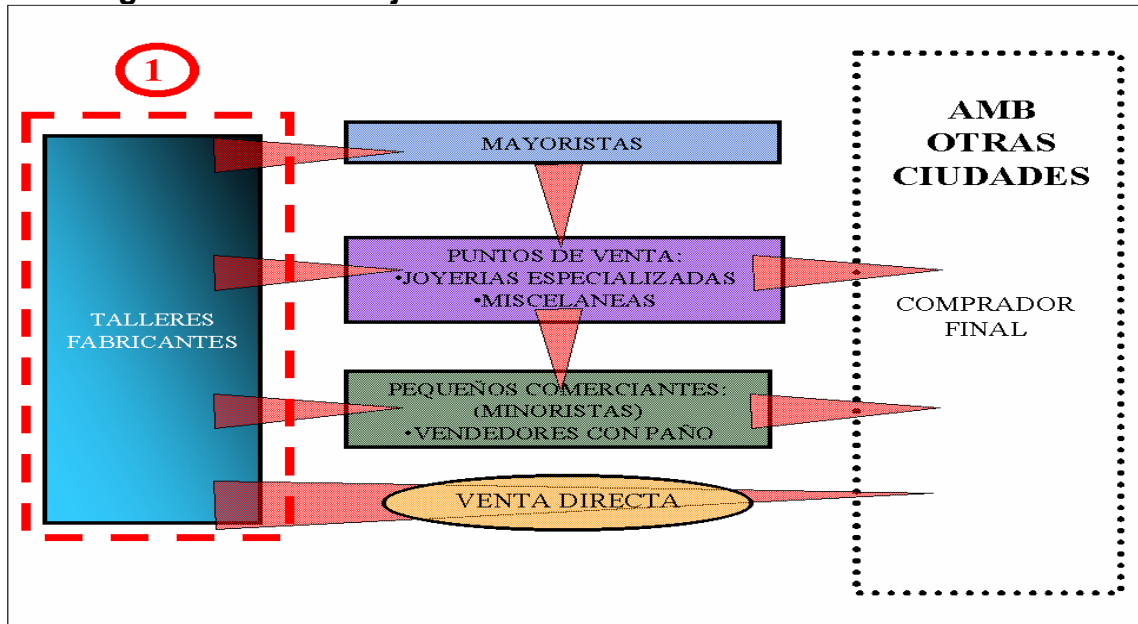 1
MAYORISTAS
AMB
OTRAS
CIUDADES
PUNTOS DE VENTA:
•JOYERIAS ESPECIALIZADAS
•MISCELANEAS
TALLERES
FABRICANTES
COMPRADOR
FINAL
PEQUEÑOS COMERCIANTES:
(MINORISTAS)
•VENDEDORES CON PAÑO
VENTA DIRECTA